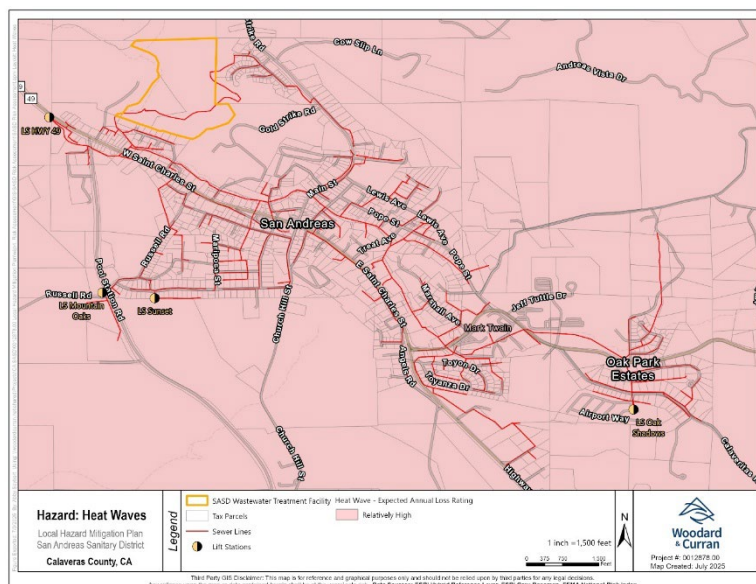 Strike Rd
Cow Slip Ln
Andreas Vista Dr
9
49
Gold Strike Rd
LS HWY 49
W Saint Charles St
Main St
Lewis Ave
Lewis Ave
Pope St
Pope St
San Andreas
Treat Ave
Russell Rd
Mariposa St
E Saint Charles St
Pool Station Rd
Russell Rd
LS Mountain
Oaks
LS Sunset
Church Hill St
Marshall Ave
Jeff Tuttle Dr
Mark Twain
Angels Rd
Toyon Dr
Toyanza Dr
Oak Park
Estates
Airport Way
LS Oak
Shadows
Church Hill St
Highway
Calaveritas
Hazard: Heat Waves
Local Hazard Mitigation Plan
San Andreas Sanitary District
Calaveras County, CA
Legend
SASD Wastewater Treatment Facility
Tax Parcels
Sewer Lines
Lift Stations
Heat Wave - Expected Annual Loss Rating
Relatively High
N
1 inch = 1,500 feet
0 750 1,500 feet
Woodard
& Curran
Project #: 0012878.00
Map Created: July 2025
Third Party GIS Disclaimer: This map is for reference and graphical purposes only and should not be relied upon by third parties for any legal decisions.